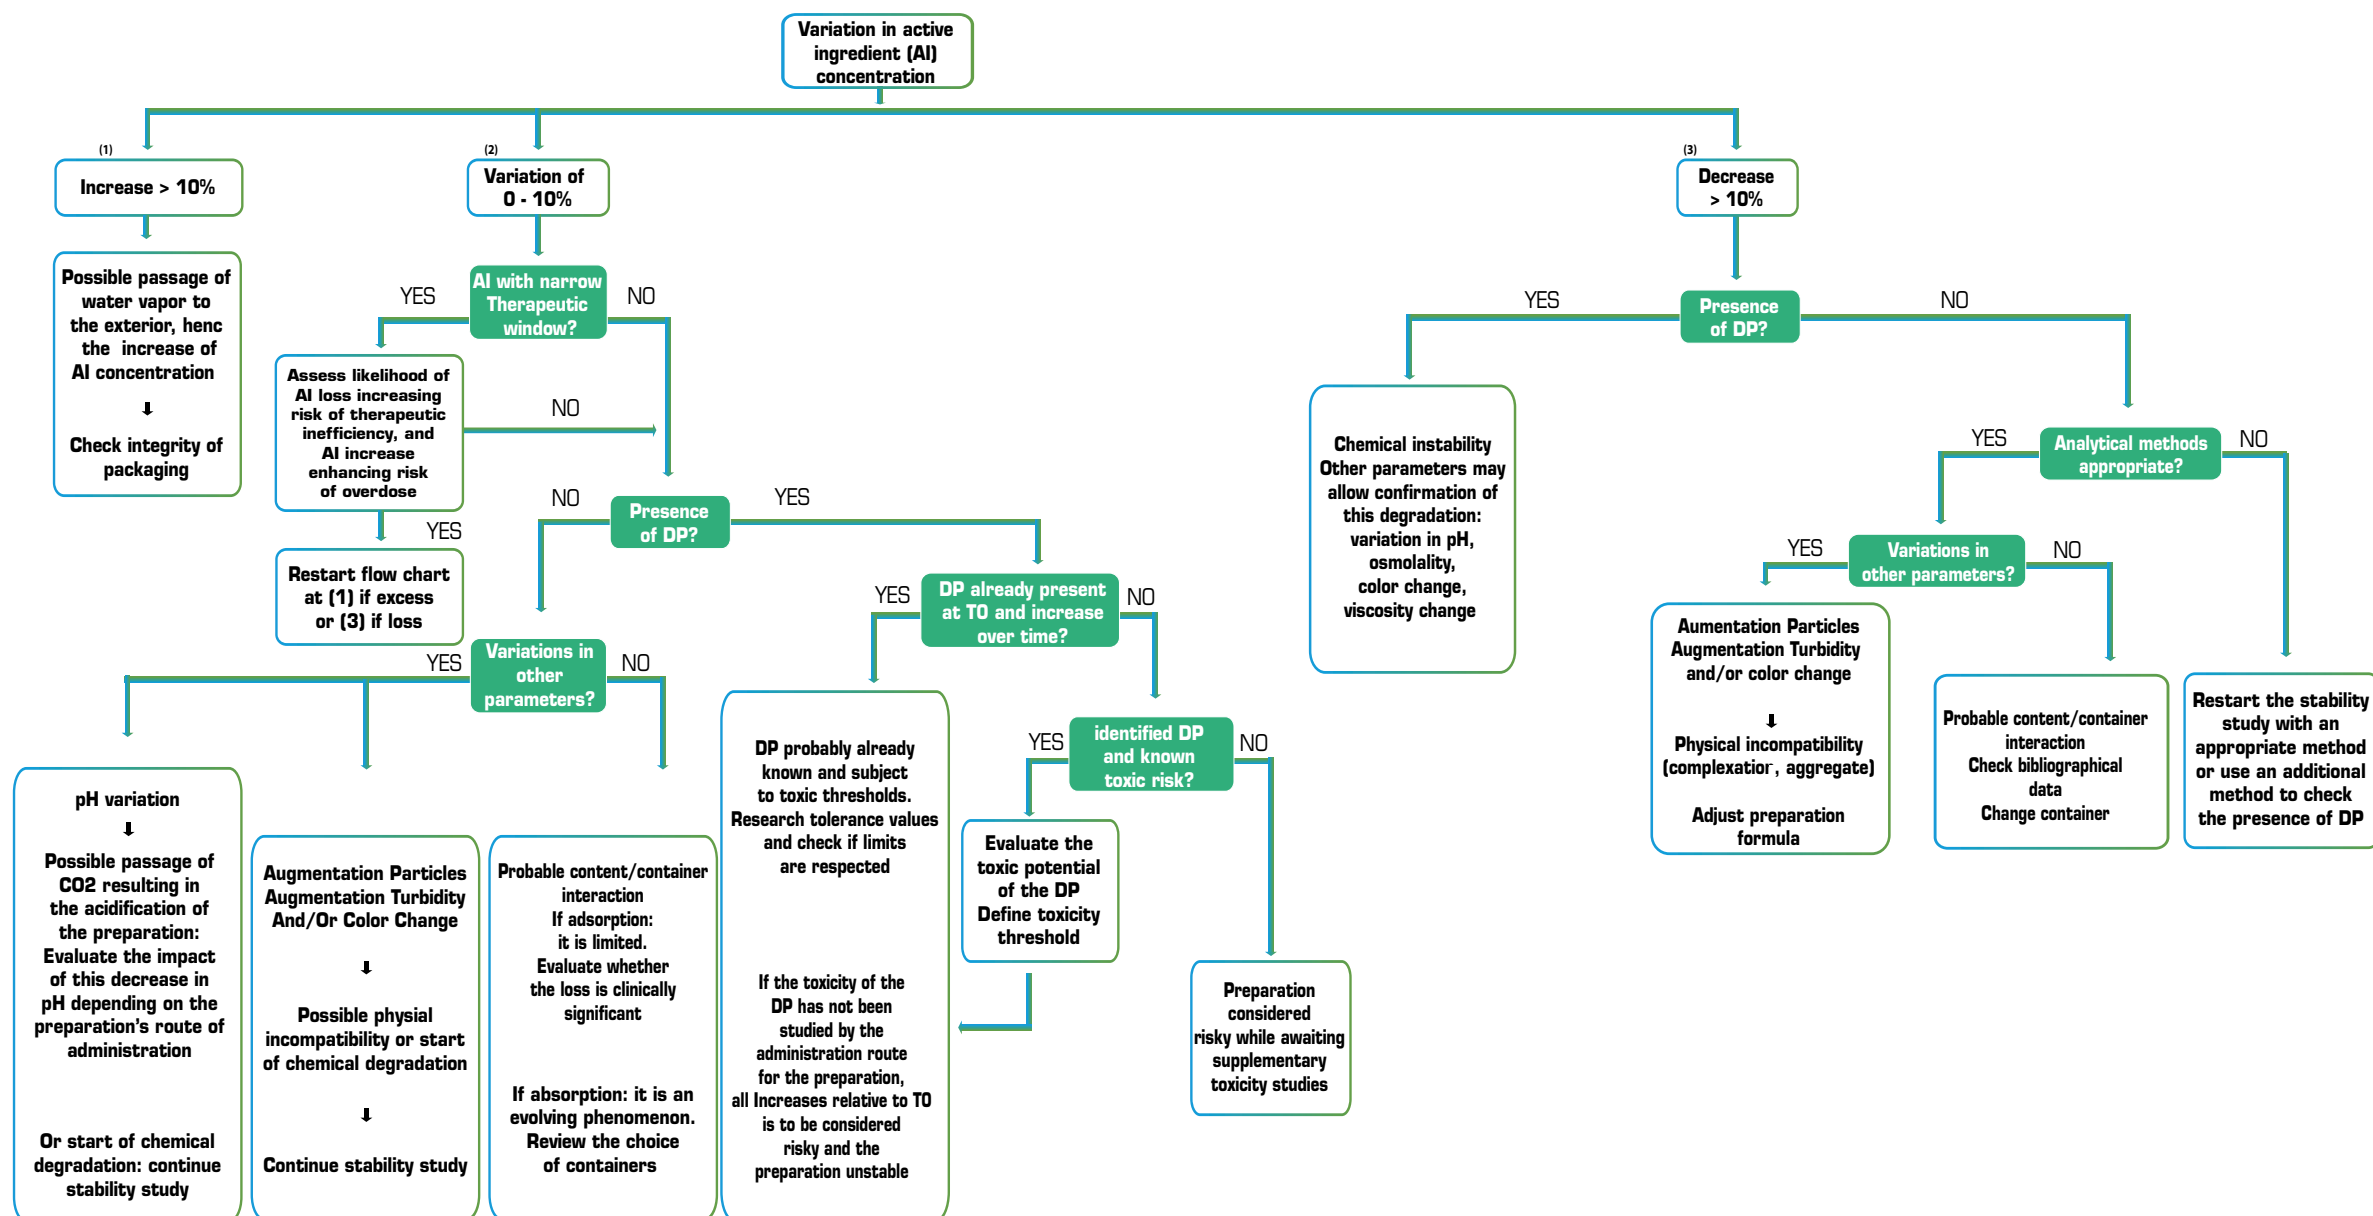 Variation in active
ingredient (AI)
concentration
(1)
Increase > 10%
Possible passage of
water vapor to
the exterior, henc
the increase of
AI concentration
Check integrity of
packaging
(2)
Variation of
0 - 10%
AI with narrow
Therapeutic
window?
YES
NO
Assess likelihood of
AI loss increasing
risk of therapeutic
inefficiency, and
AI increase
enhancing risk
of overdose
NO
YES
Restart flow chart
at (1) if excess
or (3) if loss
Presence
of DP?
NO
YES
Variations in
other
parameters?
YES
NO
pH variation
Possible passage of
CO2 resulting in
the acidification of
the preparation:
Evaluate the impact
of this decrease in
pH depending on the
preparation's route of
administration
Or start of chemical
degradation: continue
stability study
Augmentation Particles
Augmentation Turbidity
And/Or Color Change
Possible physial
incompatibility or start
of chemical degradation
Continue stability study
Probable content/container
interaction
If adsorption:
it is limited.
Evaluate whether
the loss is clinically
significant
If absorption: it is an
evolving phenomenon.
Review the choice
of containers
DP already present
at T0 and increase
over time?
YES
NO
DP probably already
known and subject
to toxic thresholds.
Research tolerance values
and check if limits
are respected
If the toxicity of the
DP has not been
studied by the
administration route
for the preparation,
all Increases relative to T0
is to be considered
risky and the
preparation unstable
identified DP
and known
toxic risk?
YES
NO
Evaluate the
toxic potential
of the DP
Define toxicity
threshold
Preparation
considered
risky while awaiting
supplementary
toxicity studies
(3)
Decrease
> 10%
Presence
of DP?
YES
NO
Chemical instability
Other parameters may
allow confirmation of
this degradation:
variation in pH,
osmolality,
color change,
viscosity change
Analytical methods
appropriate?
YES
NO
Variations in
other parameters?
YES
NO
Aumentation Particles
Augmentation Turbidity
and/or color change
Physical incompatibility
(complexation, aggregate)
Adjust preparation
formula
Probable content/container
interaction
Check bibliographical
data
Change container
Restart the stability
study with an
appropriate method
or use an additional
method to check
the presence of DP